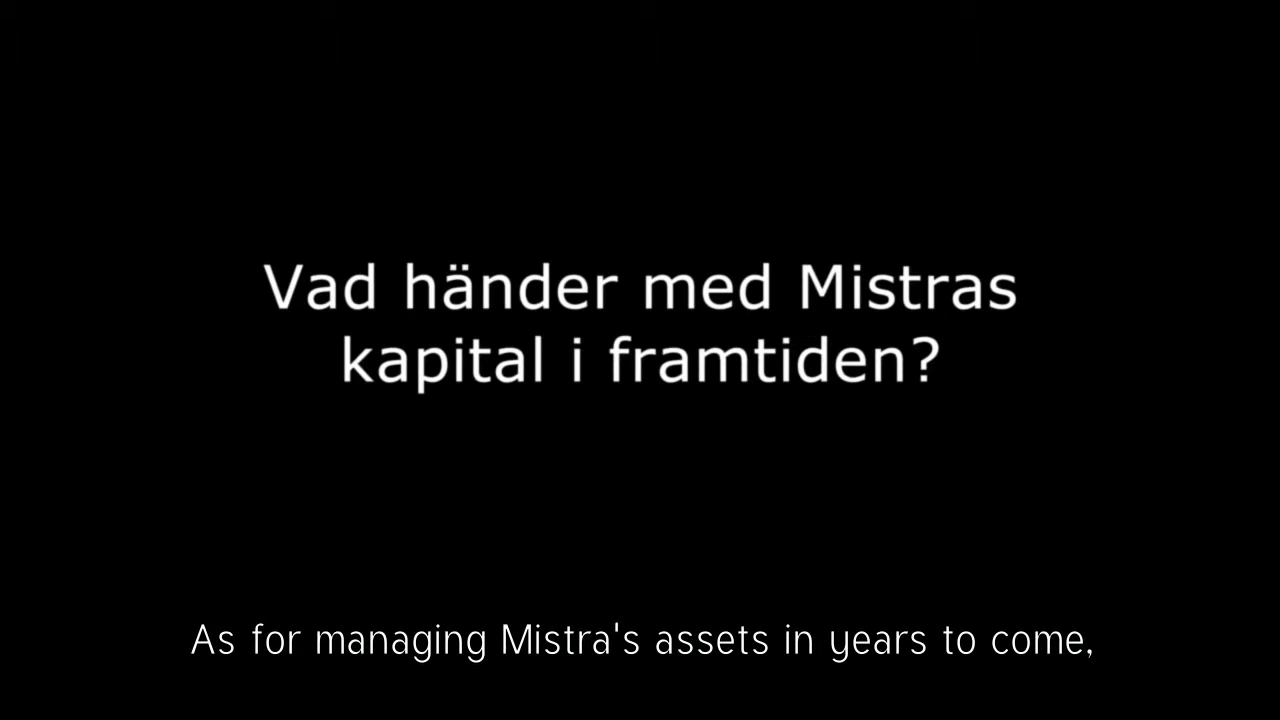 Vad händer med Mistras
kapital i framtiden?
As for managing Mistra's assets in years to come,